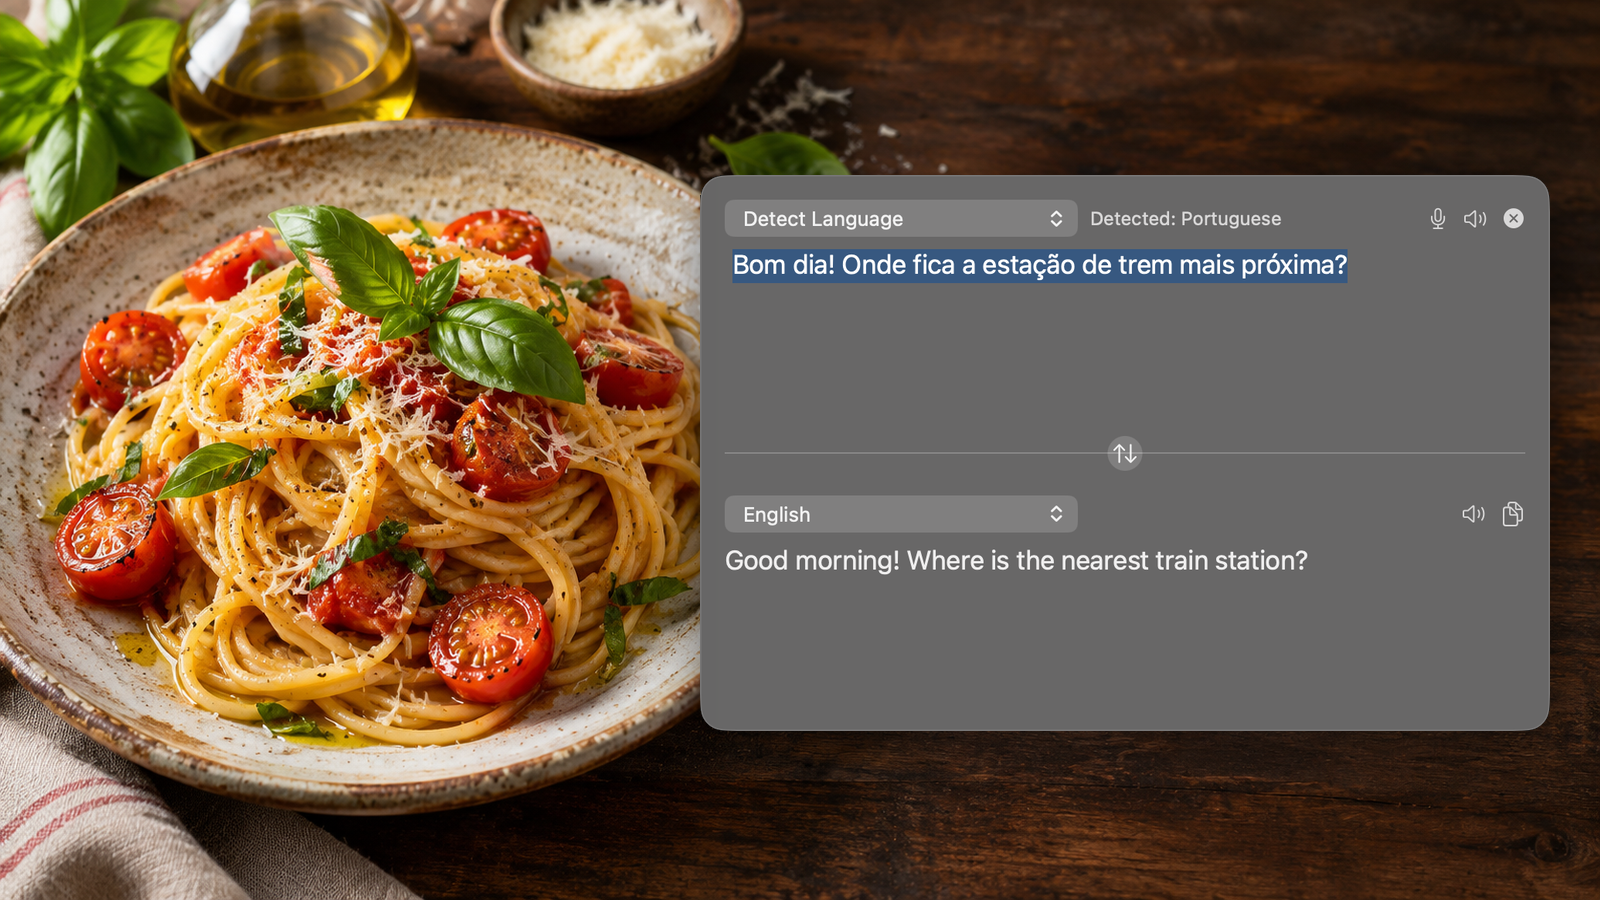 Detect Language
Detected: Portuguese
Bom dia! Onde fica a estação de trem mais próxima?
English
Good morning! Where is the nearest train station?